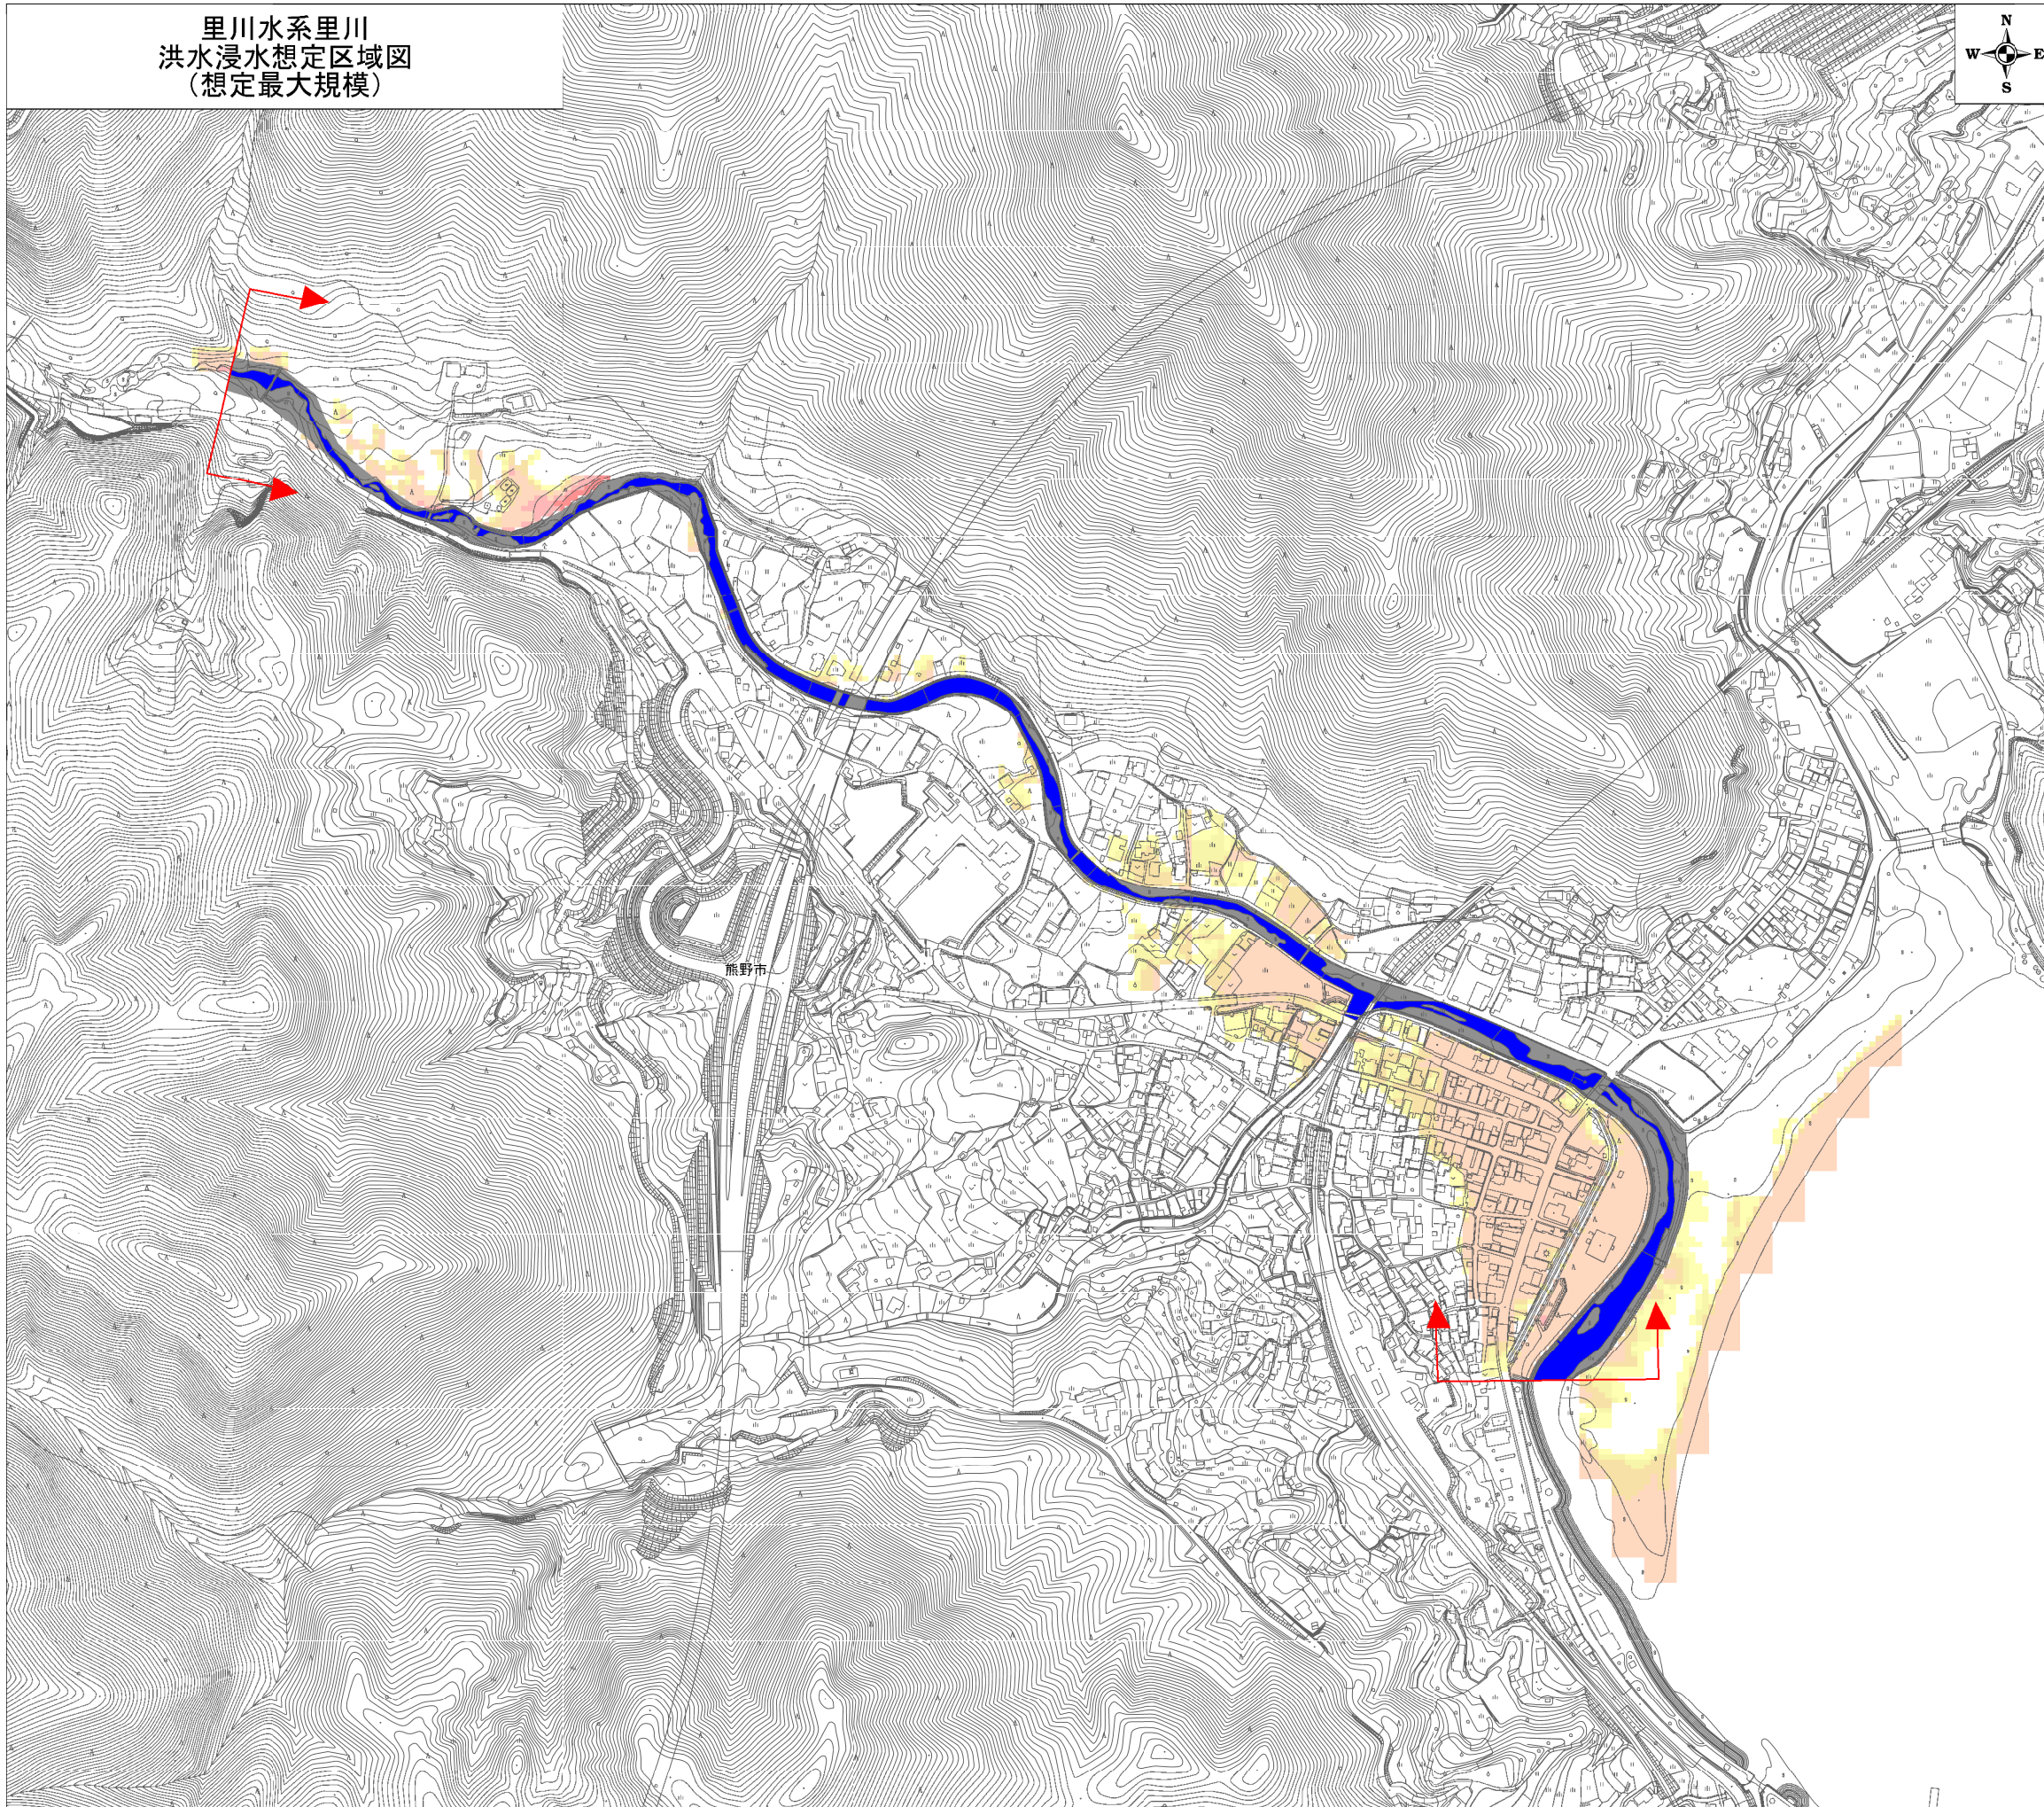 里川水系里川
洪水浸水想定区域図
（想定最大規模）
N
W E
S
熊野市